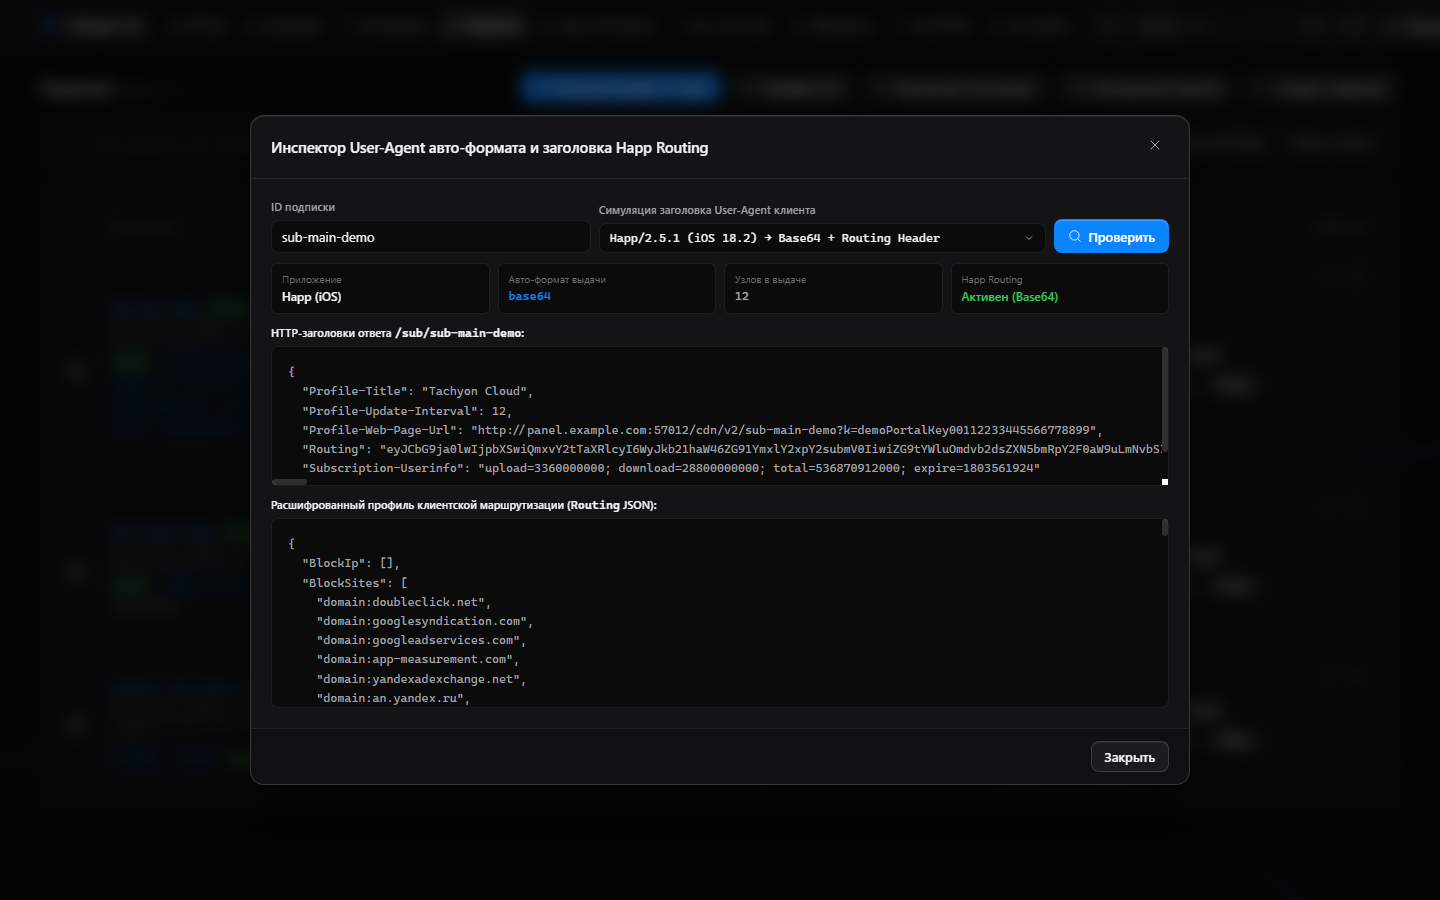 Инспектор User-Agent авто-формата и заголовка Happ Routing
ID подписки
Симуляция заголовка User-Agent клиента
sub-main-demo
Happ/2.5.1 (iOS 18.2) → Base64 + Routing Header
Проверить
Приложение
Happ (iOS)
Авто-формат выдачи
base64
Узлов в выдаче
12
Happ Routing
Активен (Base64)
HTTP-заголовки ответа /sub/sub-main-demo:
{
"Profile-Title": "Tachyon Cloud",
"Profile-Update-Interval": 12,
"Profile-Web-Page-Url": "http://panel.example.com:57012/cdn/v2/sub-main-demo?k=demoPortalKey00112233445566778899",
"Routing":
"Subscription-Userinfo": "upload=3360000000; download=28800000000; total=536870912000; expire=1803561924"
Расшифрованный профиль клиентской маршрутизации (Routing JSON):
{
"BlockIp": [],
"BlockSites": [
"domain:doubleclick.net",
"domain:googlesyndication.com",
"domain:googleadservices.com",
"domain:app-measurement.com",
"domain:yandexadexchange.net",
"domain:an.yandex.ru",
Закрыть